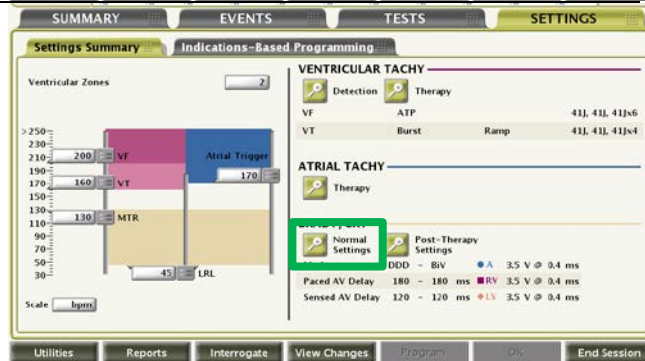 SUMMARY EVENTS TESTS SETTINGS
Settings Summary Indications-Based Programming
Ventricular Zones 2
>250
230
210
190
170
150
130
110
90
70
50
30
200 VF
160 VT
130 MTR
Atrial Trigger
170
45 LRL
Scale bpm
VENTRICULAR TACHY
Detection Therapy
VF ATP 41J, 41J, 41Jx6
VT Burst Ramp 41J, 41J, 41Jx4
ATRIAL TACHY
Therapy
Normal Settings
Post-Therapy Settings
DDD - BiV A 3.5 V @ 0.4 ms
Paced AV Delay 180 - 180 ms RV 3.5 V @ 0.4 ms
Sensed AV Delay 120 - 120 ms LV 3.5 V @ 0.4 ms
Utilities Reports Interrogate View Changes Program OK End Session